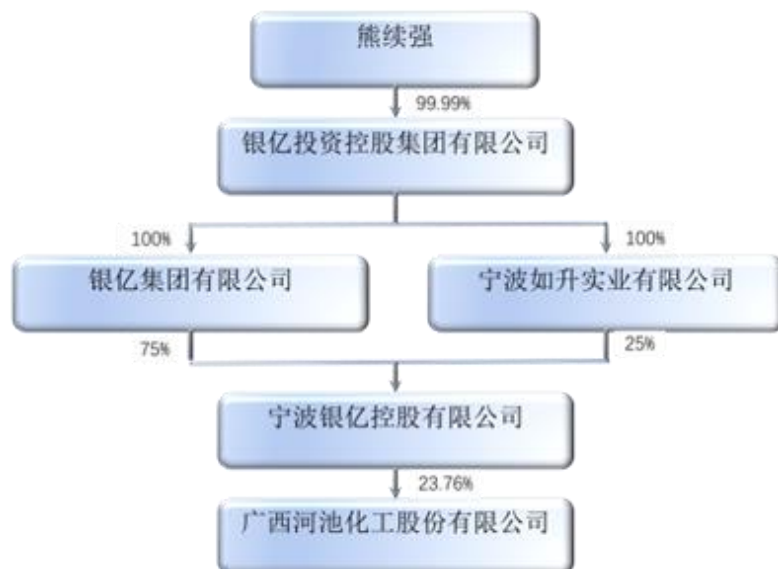 熊续强
99.99%
银亿投资控股集团有限公司
100%
100%
银亿集团有限公司
宁波如升实业有限公司
75%
25%
宁波银亿控股有限公司
23.76%
广西河池化工股份有限公司